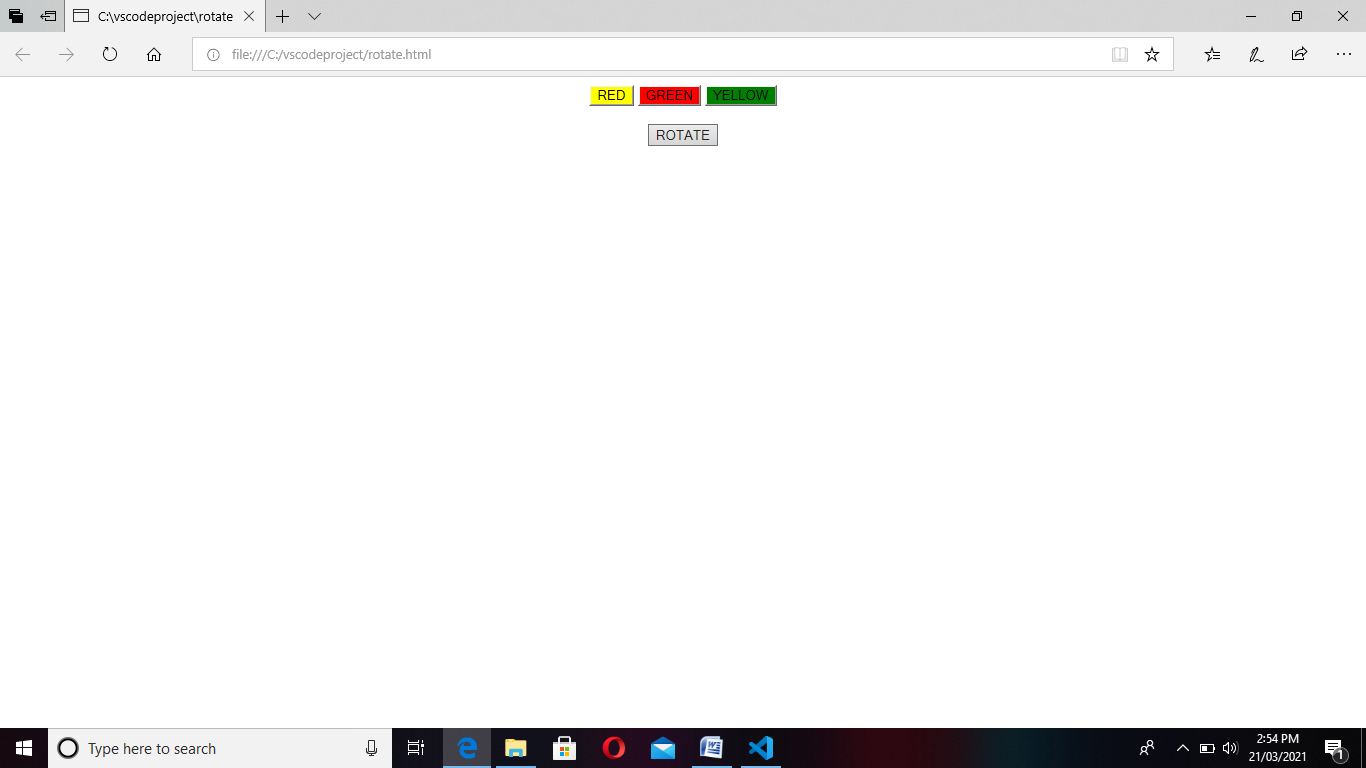 C:\vscodeproject\rotate
file:///C:/vscodeproject/rotate.html
RED GREEN YELLOW
ROTATE
Type here to search
2:54 PM
21/03/2021
1